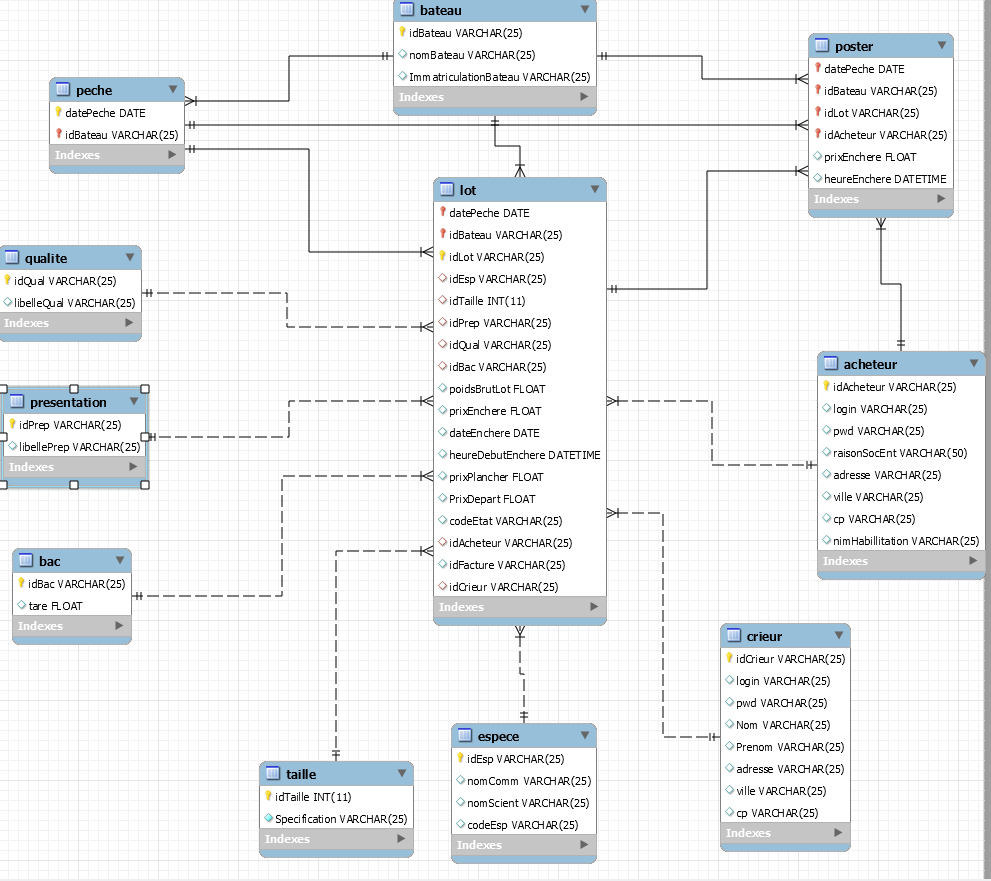 bateau
idBateau VARCHAR(25)
nomBateau VARCHAR(25)
ImmatriculationBateau VARCHAR(25)
Indexes
poster
datePeche DATE
idBateau VARCHAR(25)
idLot VARCHAR(25)
idAcheteur VARCHAR(25)
prixEnchere FLOAT
heureEnchere DATETIME
Indexes
peche
datePeche DATE
idBateau VARCHAR(25)
Indexes
lot
datePeche DATE
idBateau VARCHAR(25)
idLot VARCHAR(25)
idEsp VARCHAR(25)
idTaille INT(11)
idPrep VARCHAR(25)
idQual VARCHAR(25)
idBac VARCHAR(25)
poidsBrutLot FLOAT
prixEnchere FLOAT
dateEnchere DATE
heureDebutEnchere DATETIME
prixPlancher FLOAT
PrixDepart FLOAT
codeEtat VARCHAR(25)
idAcheteur VARCHAR(25)
idFacture VARCHAR(25)
idCrieur VARCHAR(25)
Indexes
qualite
idQual VARCHAR(25)
libelleQual VARCHAR(25)
Indexes
presentation
idPrep VARCHAR(25)
libellePrep VARCHAR(25)
Indexes
acheteur
idAcheteur VARCHAR(25)
login VARCHAR(25)
pwd VARCHAR(25)
raisonSocEnt VARCHAR(50)
adresse VARCHAR(25)
ville VARCHAR(25)
cp VARCHAR(25)
nimHabillitation VARCHAR(25)
Indexes
bac
idBac VARCHAR(25)
tare FLOAT
Indexes
crieur
idCrieur VARCHAR(25)
login VARCHAR(25)
pwd VARCHAR(25)
Nom VARCHAR(25)
Prenom VARCHAR(25)
adresse VARCHAR(25)
ville VARCHAR(25)
cp VARCHAR(25)
Indexes
espece
idEsp VARCHAR(25)
nomComm VARCHAR(25)
nomScient VARCHAR(25)
codeEsp VARCHAR(25)
Indexes
taille
idTaille INT(11)
Specification VARCHAR(25)
Indexes